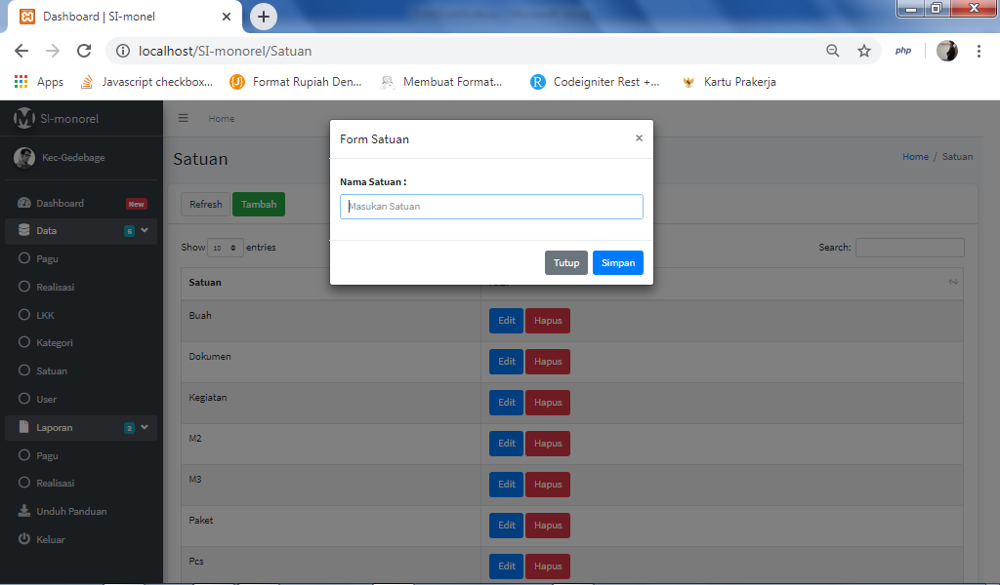 Dashboard | SI-monel
localhost/SI-monorel/Satuan
php
Apps
Javascript checkbox...
Format Rupiah Den...
Membuat Format...
Codeigniter Rest +...
Kartu Prakerja
SI-monorel
Home
Kec-Gedebage
Satuan
Home / Satuan
Dashboard New
Data 6
Pagu
Realisasi
LKK
Kategori
Satuan
User
Laporan 2
Pagu
Realisasi
Unduh Panduan
Keluar
Refresh Tambah
Show 10 entries
Search:
Form Satuan ×
Nama Satuan :
Masukan Satuan
Tutup Simpan
Satuan
Buah Edit Hapus
Dokumen Edit Hapus
Kegiatan Edit Hapus
M2 Edit Hapus
M3 Edit Hapus
Paket Edit Hapus
Pcs Edit Hapus